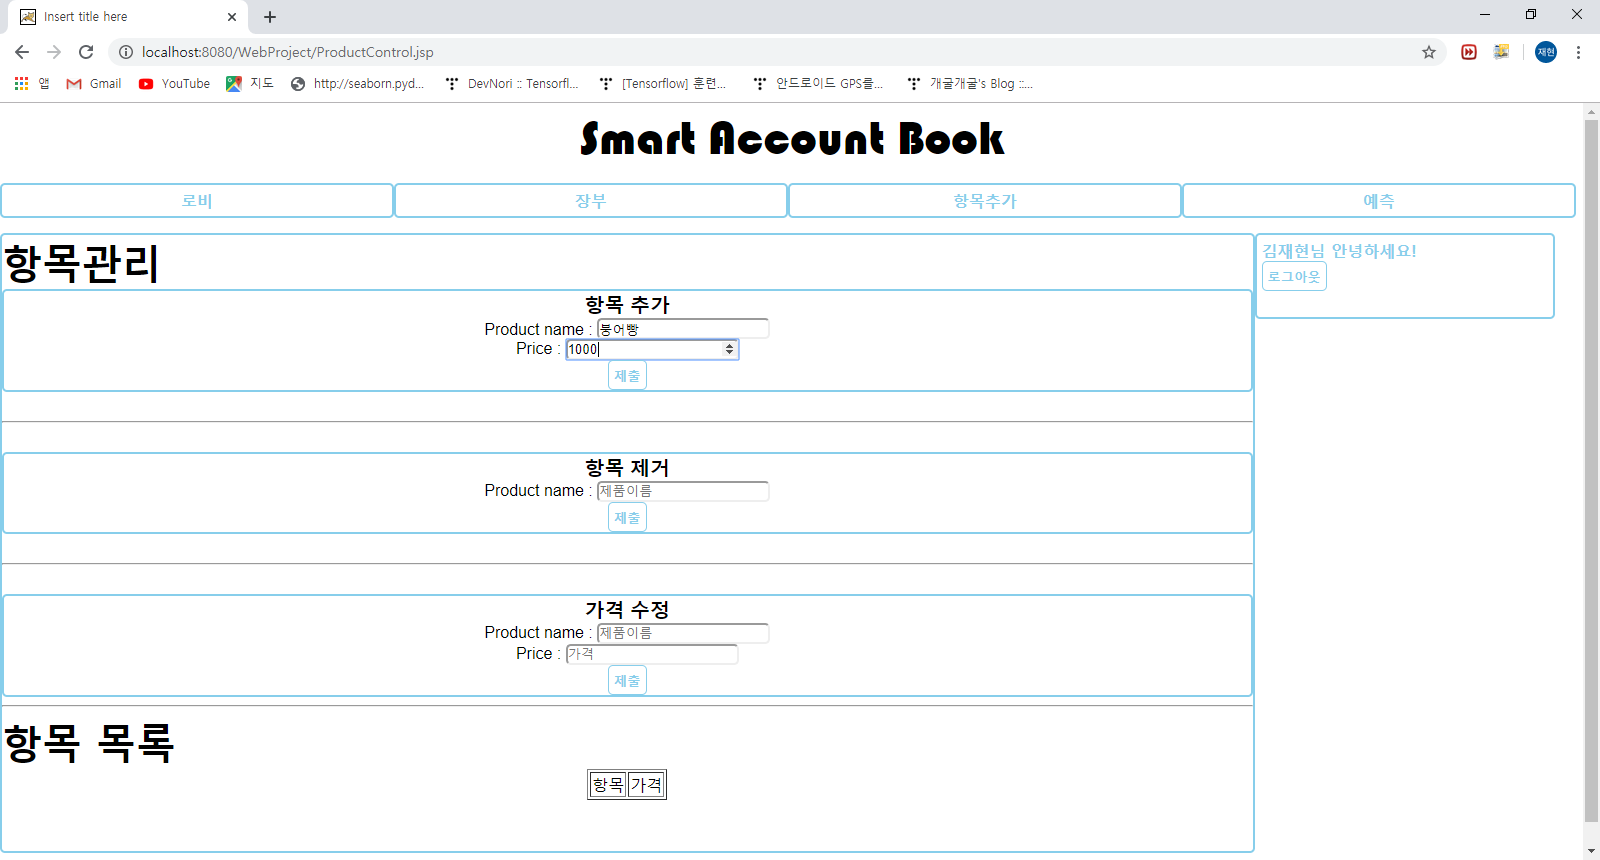 Insert title here
localhost:8080/WebProject/ProductControl.jsp
재현
앱 Gmail YouTube 지도 http://seaborn.pyd... DevNori :: Tensorfl... [Tensorflow] 훈련... 안드로이드 GPS를... 개굴개굴's Blog ::...
Smart Account Book
로비 장부 항목추가 예측
항목관리
김재현님 안녕하세요!
로그아웃
항목 추가
Product name : 붕어빵
Price : 1000
제출
항목 제거
Product name : 제품이름
제출
가격 수정
Product name : 제품이름
Price : 가격
제출
항목 목록
항목 가격